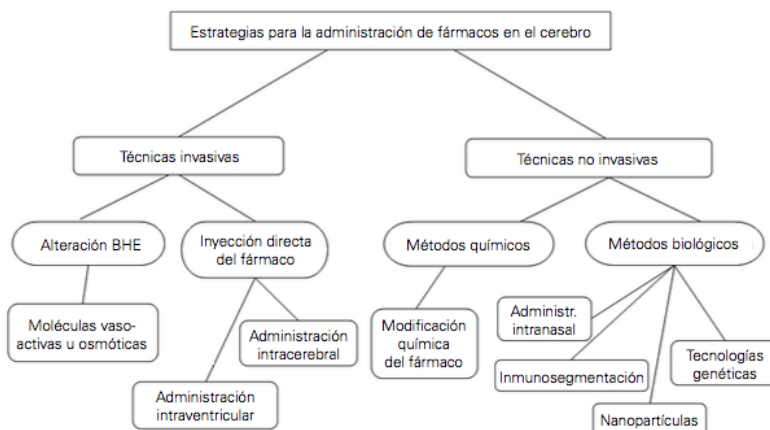 Estrategias para la administración de fármacos en el cerebro
Técnicas invasivas
Técnicas no invasivas
Alteración BHE
Inyección directa
del fármaco
Métodos químicos
Métodos biológicos
Moléculas vaso-
activas u osmóticas
Administración
intracerebral
Administración
intraventricular
Modificación
química
del fármaco
Administr.
intranasal
Inmunosegmentación
Nanopartículas
Tecnologías
genéticas